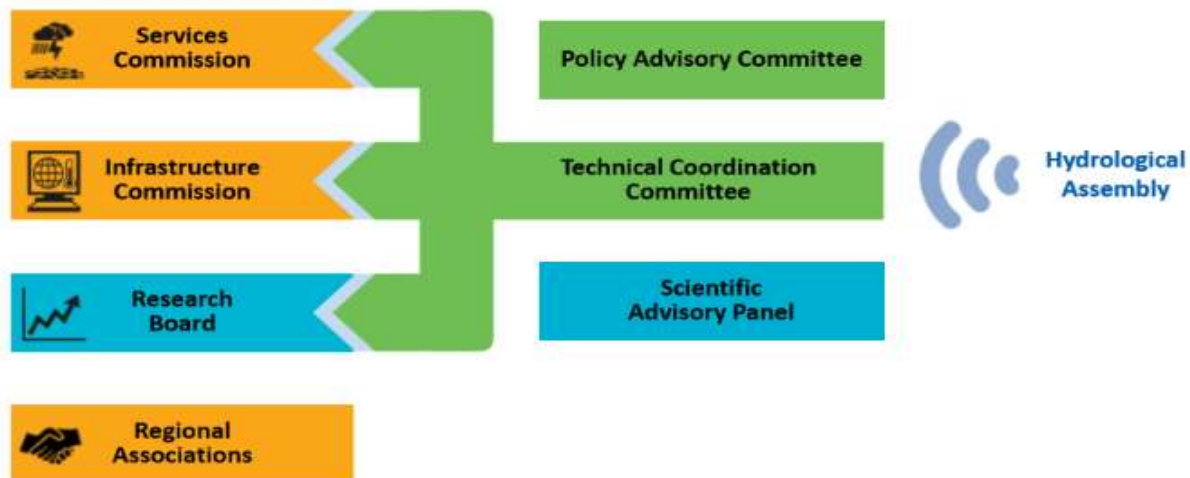 Services
Commission
Policy Advisory Committee
Infrastructure
Commission
Technical Coordination
Committee
Hydrological
Assembly
Research
Board
Scientific
Advisory Panel
Regional
Associations